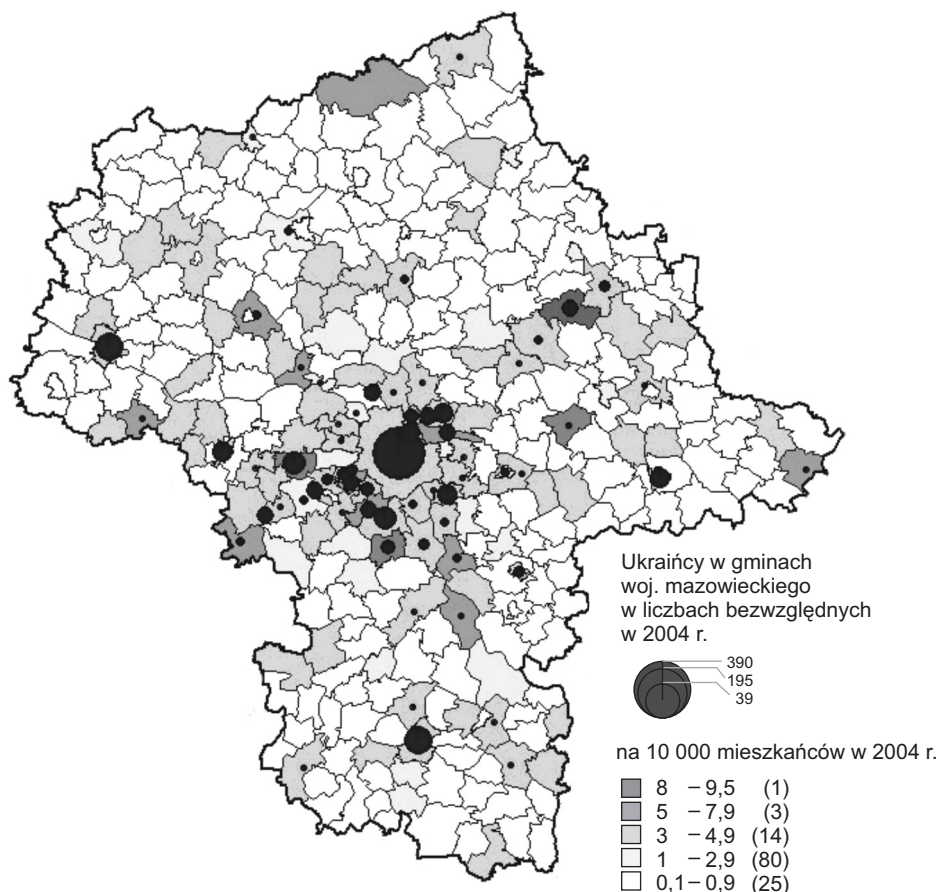 Ukraińcy w gminach
woj. mazowieckiego
w liczbach bezwzględnych
w 2004 r.
390
195
39
na 10 000 mieszkańców w 2004 r.
8 – 9,5 (1)
5 – 7,9 (3)
3 – 4,9 (14)
1 – 2,9 (80)
0,1 – 0,9 (25)